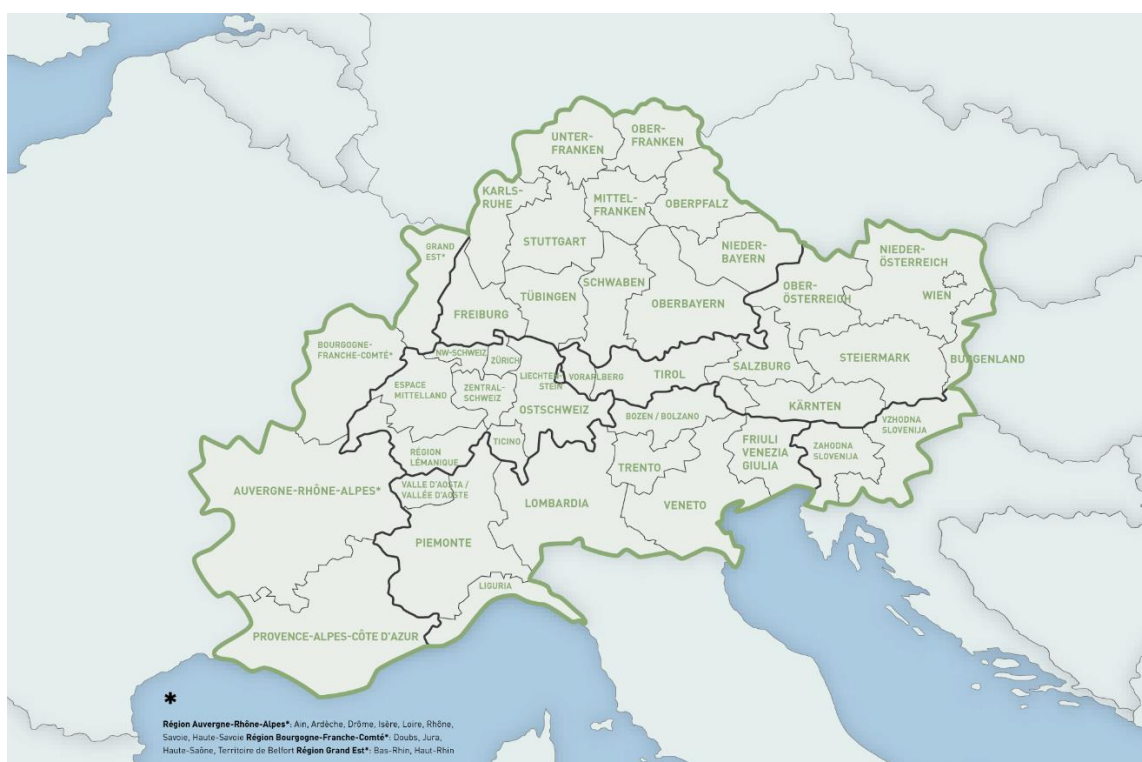 UNTER-
FRANKEN
OBER-
FRANKEN
KARLS-
RUHE
MITTEL-
FRANKEN
OBERPFALZ
GRAND
EST*
STUTTGART
NIEDER-
BAYERN
NIEDER-
ÖSTERREICH
SCHWABEN
OBER-
ÖSTERREICH
WIEN
TÜBINGEN
OBERBAYERN
FREIBURG
BOURGOGNE-
FRANCHE-COMTÉ*
NW-SCHWEIZ
ZÜRICH
STEIERMARK
BURGENLAND
LIECHTEN-
STEIN
VORARLBERG
TIROL
SALZBURG
ESPACE
MITTELLAND
ZENTRAL-
SCHWEIZ
OSTSCHWEIZ
KÄRNTEN
BOZEN / BOLZANO
VZHODNA
SLOVENIJA
TICINO
FRIULI
VENEZIA
GIULIA
ZAHODNA
SLOVENIJA
RÉGION
LÉMANIQUE
TRENTO
AUVERGNE-RHÔNE-ALPES*
VALLE D'AOSTA /
VALLÉE D'AOSTE
LOMBARDIA
VENETO
PIEMONTE
LIGURIA
PROVENCE-ALPES-CÔTE D'AZUR
*
Région Auvergne-Rhône-Alpes*: Ain, Ardèche, Drôme, Isère, Loire, Rhône,
Savoie, Haute-Savoie Région Bourgogne-Franche-Comté*: Doubs, Jura,
Haute-Saône, Territoire de Belfort Région Grand Est*: Bas-Rhin, Haut-Rhin